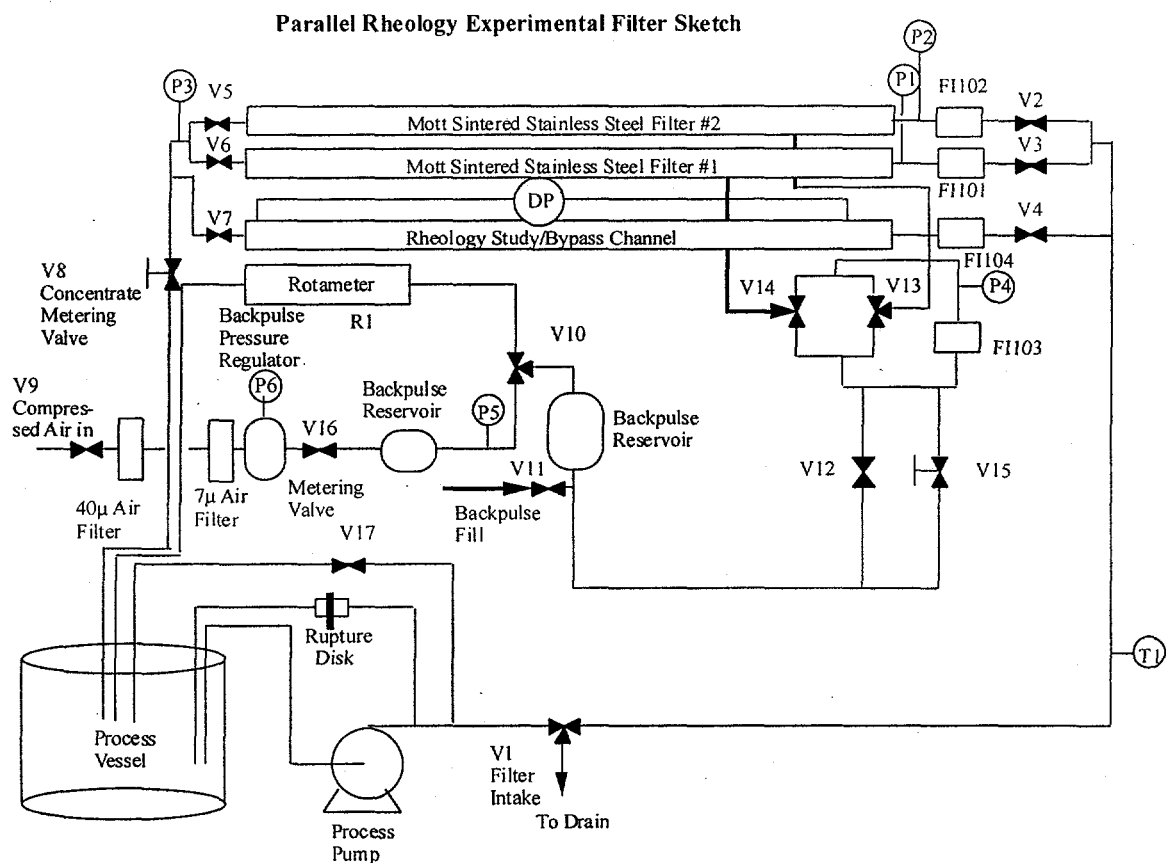 Parallel Rheology Experimental Filter Sketch
P2
P3
V5
P1
FI102
V2
Mott Sintered Stainless Steel Filter #2
V6
V3
Mott Sintered Stainless Steel Filter #1
FI101
V7
DP
V4
Rheology Study/Bypass Channel
FI104
V8
Concentrate
Metering
Valve
Rotameter
R1
V14
V13
P4
Backpulse
Pressure
Regulator
V10
FI103
V9
Compres-
sed Air in
P6
Backpulse
Reservoir
P5
Backpulse
Reservoir
V16
V11
V12
V15
40μ Air
Filter
7μ Air
Filter
Metering
Valve
Backpulse
Fill
V17
Rupture
Disk
T1
Process
Vessel
V1
Filter
Intake
To Drain
Process
Pump